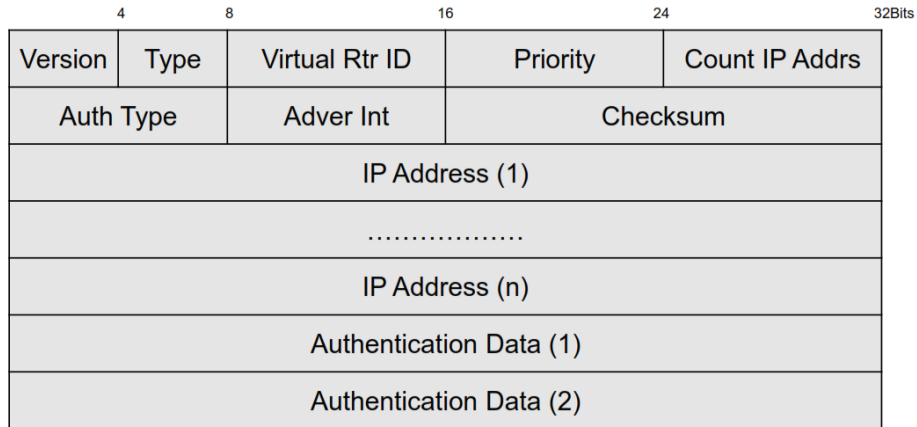 4 8 16 24 32Bits
Version Type Virtual Rtr ID Priority Count IP Addrs
Auth Type Adver Int Checksum
IP Address (1)
..................
IP Address (n)
Authentication Data (1)
Authentication Data (2)